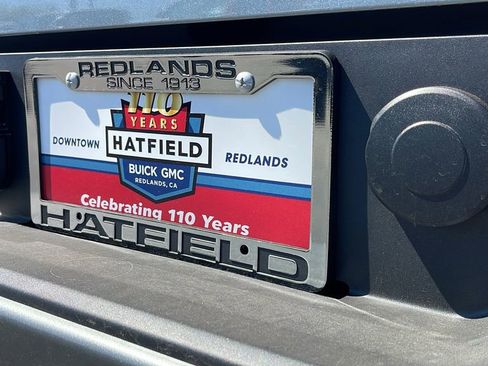 REDLANDS
SINCE 1913
110
YEARS
DOWNTOWN HATFIELD REDLANDS
BUICK GMC
REDLANDS, CA
Celebrating 110 Years
HATFIELD